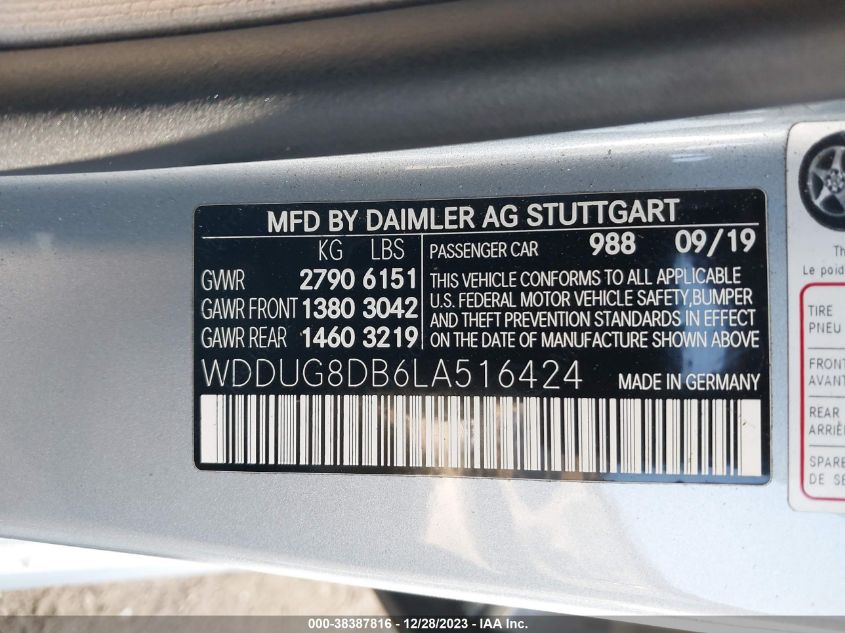 MFD BY DAIMLER AG STUTTGART
KG LBS
GVWR 2790 6151
GAWR FRONT 1380 3042
GAWR REAR 1460 3219
PASSENGER CAR 988 09/19
THIS VEHICLE CONFORMS TO ALL APPLICABLE
U.S. FEDERAL MOTOR VEHICLE SAFETY, BUMPER
AND THEFT PREVENTION STANDARDS IN EFFECT
ON DATE OF MANUFACTURE SHOWN ABOVE
WDDUG8DB6LA516424 MADE IN GERMANY
Le poid
TIRE
PNEU
FRONT
AVANT
REAR
ARRIÈR
SPARE
DE SE
000-38387816 - 12/28/2023 - IAA Inc.